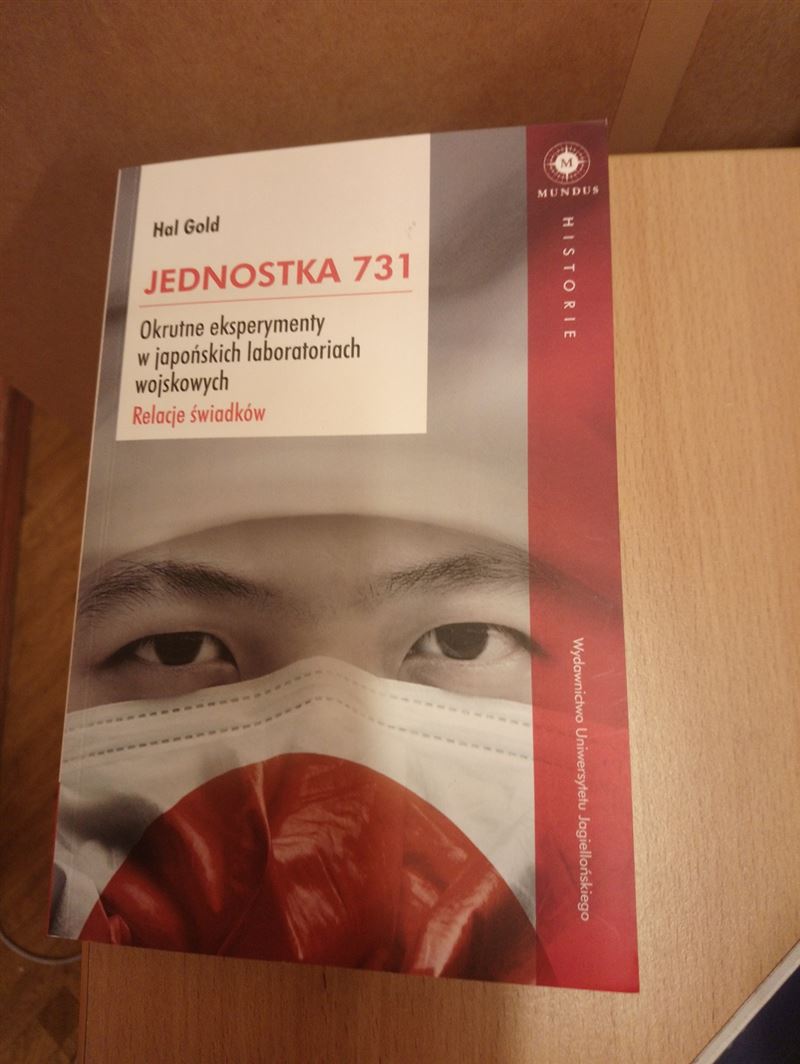 Hal Gold
JEDNOSTKA 731
Okrutne eksperymenty
w japońskich laboratoriach
wojskowych
Relacje świadków
M
MUNDUS
HISTORIE
Wydawnictwo Uniwersytetu Jagiellońskiego